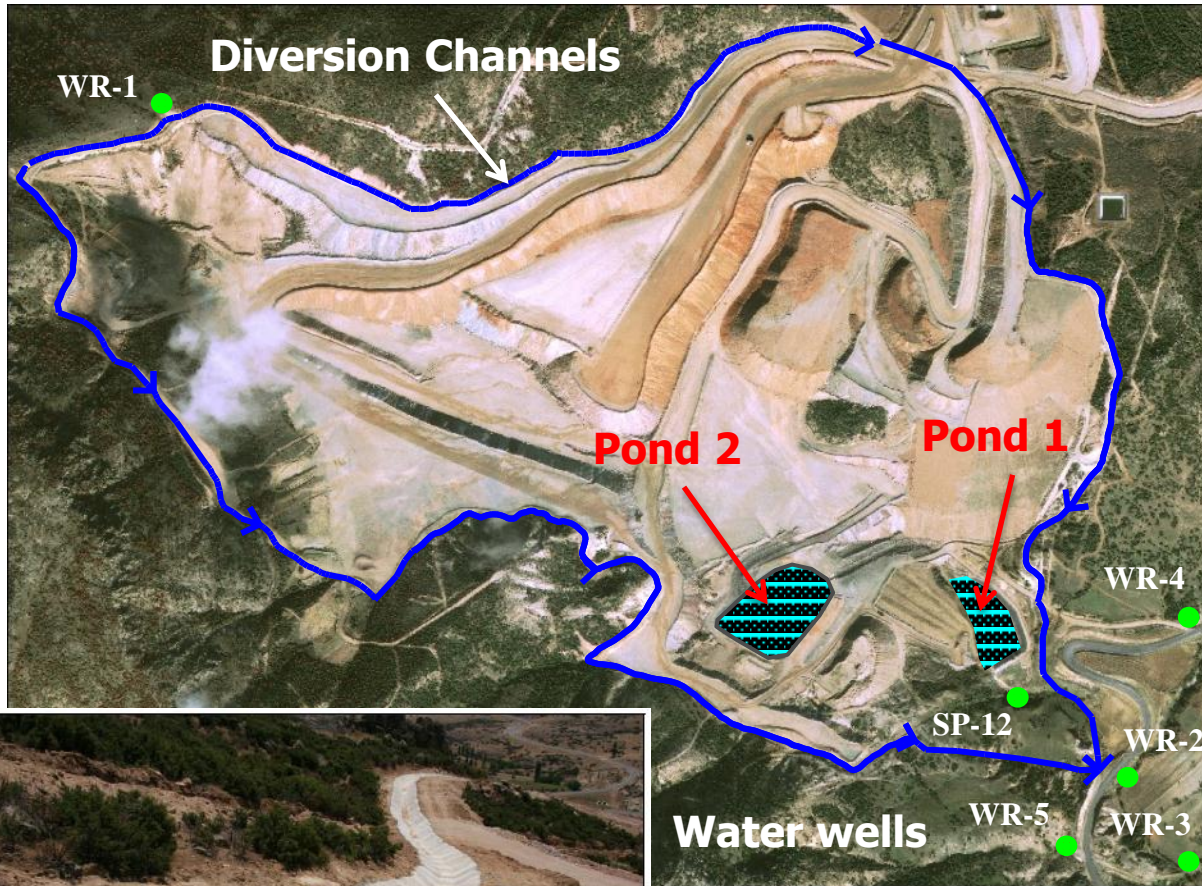 Diversion Channels
WR-1
Pond 2
Pond 1
WR-4
SP-12
WR-2
WR-5
WR-3
Water wells